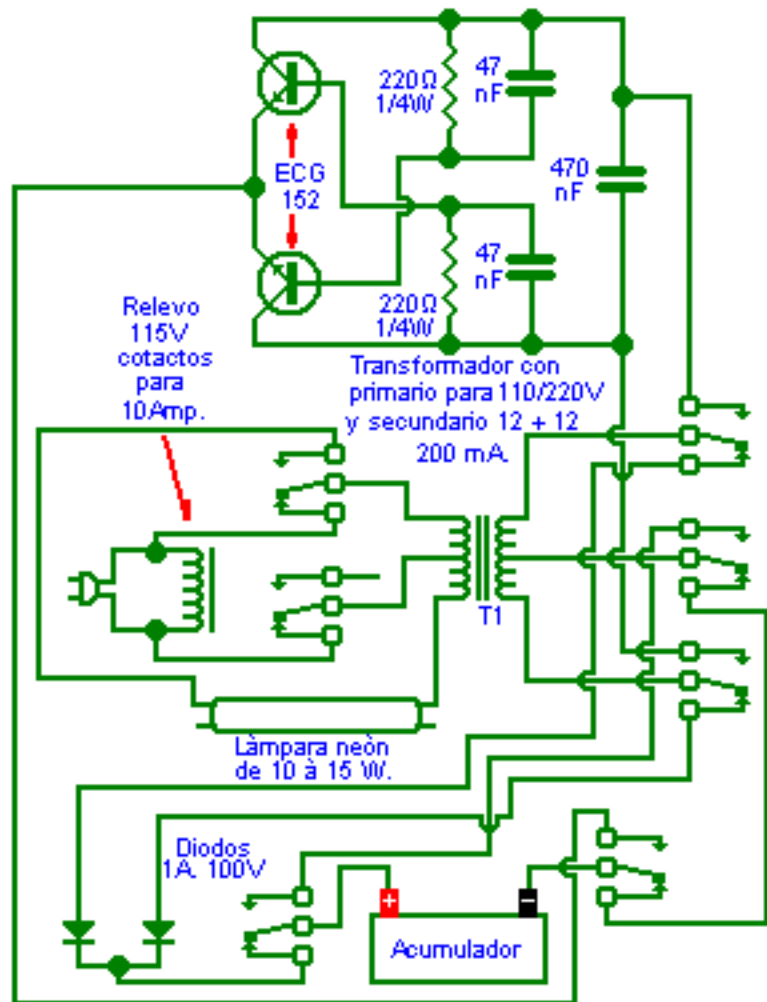 220Ω
1/4W
47
nF
ECG
152
470
nF
220Ω
1/4W
47
nF
Relevo
115V
cotactos
para
10Amp.
Transformador con
primario para 110/220V
y secundario 12 + 12
200 mA.
T1
Làmpara neòn
de 10 à 15 W.
Diodos
1A. 100V
+
−
Acumulador